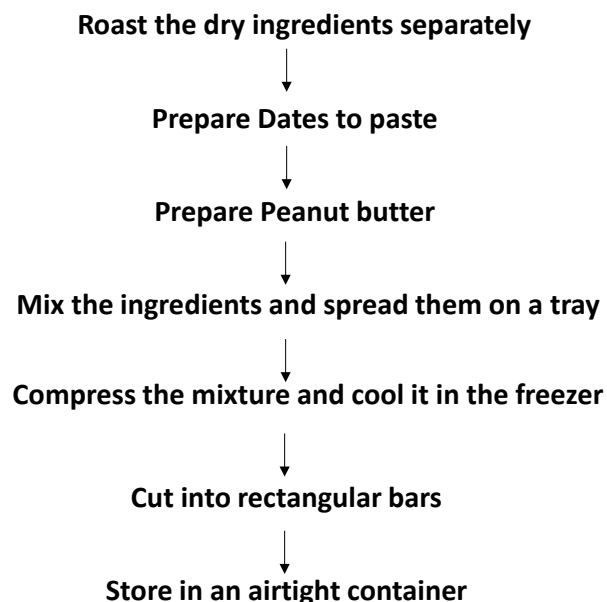 Roast the dry ingredients separately
Prepare Dates to paste
Prepare Peanut butter
Mix the ingredients and spread them on a tray
Compress the mixture and cool it in the freezer
Cut into rectangular bars
Store in an airtight container